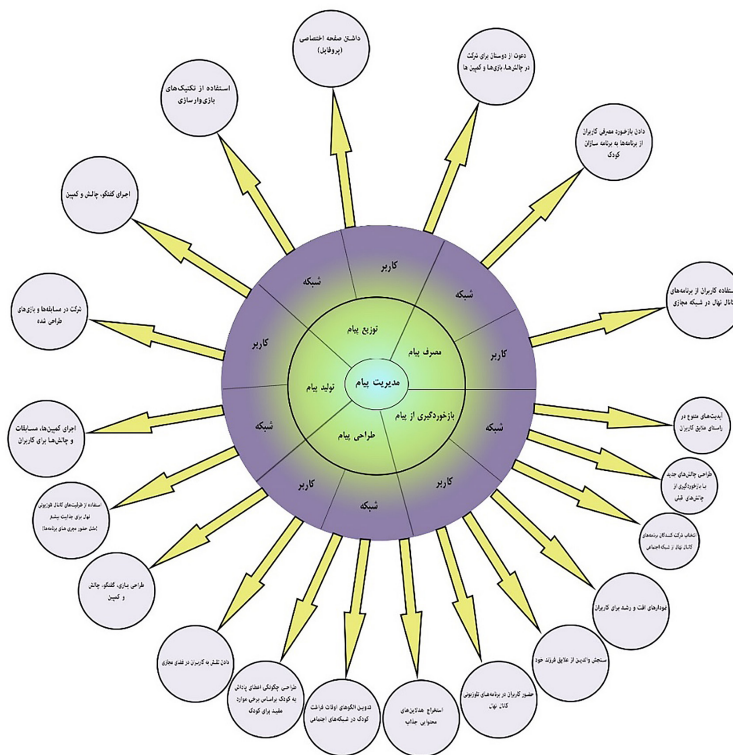 داشتن صفحه اختصاصی
(پروفایل)
دعوت از دوستان برای شرکت
در چالش‌ها، بازی‌ها و کمپین ها
دادن بازخورد مصرفی کاربران
از برنامه‌ها به برنامه سازان
کودک
ستفاده کاربران از برنامه‌های
کانال نهال در شبکه مجازی
آپدیت‌های متنوع در
راستای علایق کاربران
طراحی چالش‌های جدید
با بازخوردگیری از
چالش‌های قبلی
انتخاب شرکت کنندگان برنامه‌های
کانال نهال از شبکه اجتماعی
نمودارهای افت و رشد برای کاربران
سنجش والدین از علایق فرزند خود
حضور کاربران در برنامه‌های تلویزیونی
کانال نهال
استخراج هدلاین‌های
محتوایی جذاب
تدوین الگوهای اوقات فراغت
کودک در شبکه‌های اجتماعی
طراحی چگونگی اعطای پاداش
به کودک براساس برخی موارد
مفید برای کودک
دادن نقش به کاربران در فضای مجازی
طراحی بازی، گفتگو، چالش
و کمپین
استفاده از ظرفیت‌های کانال تلویزیونی
نهال برای جذابیت بیشتر
(مثل حضور مجری های برنامه‌ها)
اجرای کمپین‌ها، مسابقات
و چالش‌ها برای کاربران
شرکت در مسابقه‌ها و بازی‌های
طراحی شده
اجرای گفتگو، چالش و کمپین
استفاده از تکنیک‌های
بازی‌وارسازی
کاربر
شبکه
کاربر
شبکه
کاربر
شبکه
کاربر
شبکه
کاربر
شبکه
توزیع پیام
مصرف پیام
بازخوردگیری از پیام
طراحی پیام
تولید پیام
مدیریت پیام